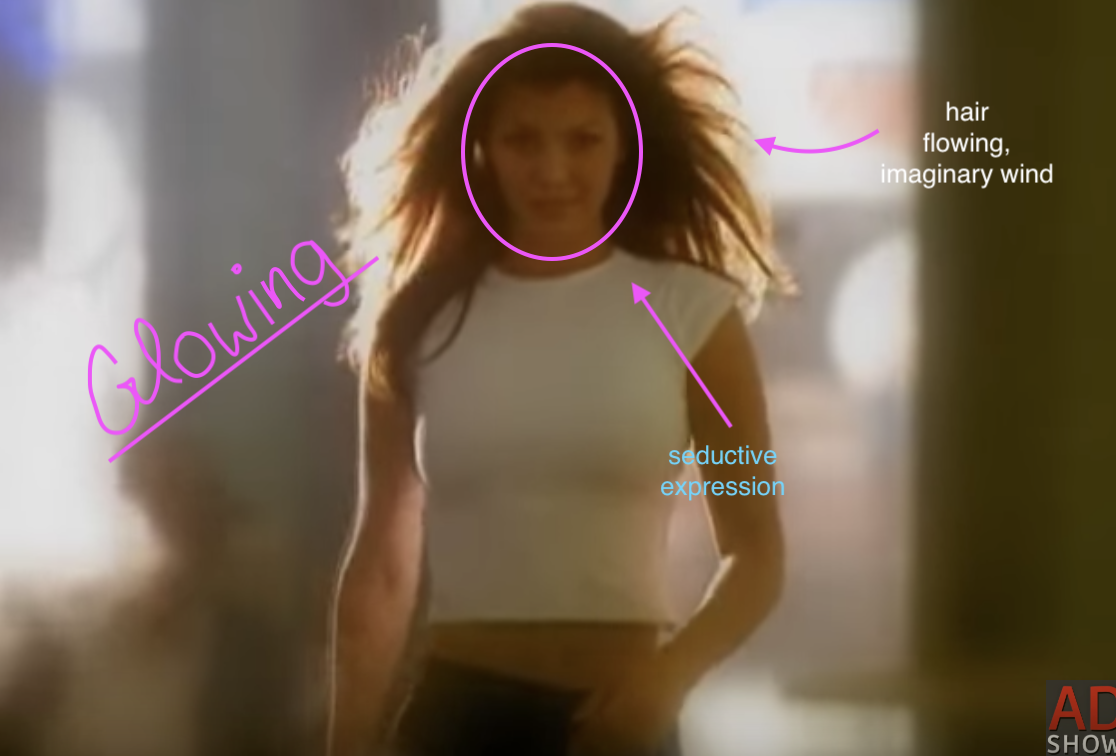 hair
flowing,
imaginary wind
Glowing
seductive
expression
AD
SHOW